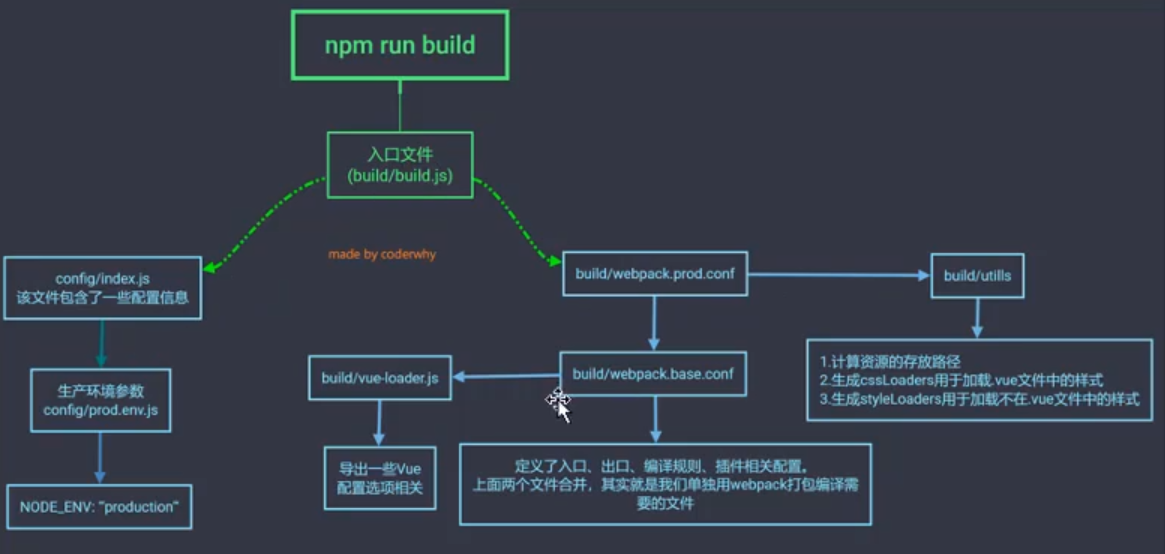 npm run build
入口文件
(build/build.js)
made by coderwhy
config/index.js
该文件包含了一些配置信息
build/webpack.prod.conf
build/utills
生产环境参数
config/prod.env.js
build/vue-loader.js
build/webpack.base.conf
1.计算资源的存放路径
2.生成cssLoaders用于加载.vue文件中的样式
3.生成styleLoaders用于加载不在.vue文件中的样式
NODE_ENV: '"production"'
导出一些Vue
配置选项相关
定义了入口、出口、编译规则、插件相关配置。
上面两个文件合并，其实就是我们单独用webpack打包编译需
要的文件